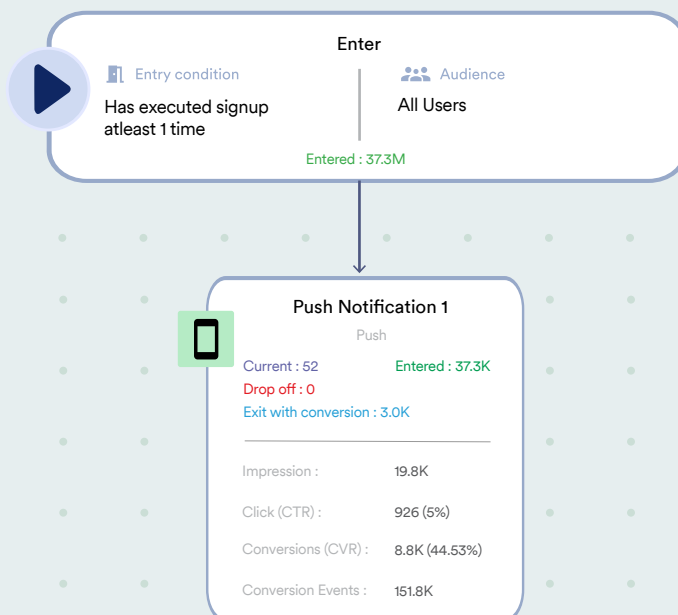 Enter
Entry condition
Audience
Has executed signup
atleast 1 time
All Users
Entered : 37.3M
Push Notification 1
Push
Current : 52
Entered : 37.3K
Drop off : 0
Exit with conversion : 3.0K
Impression :
19.8K
Click (CTR) :
926 (5%)
Conversions (CVR) :
8.8K (44.53%)
Conversion Events :
151.8K